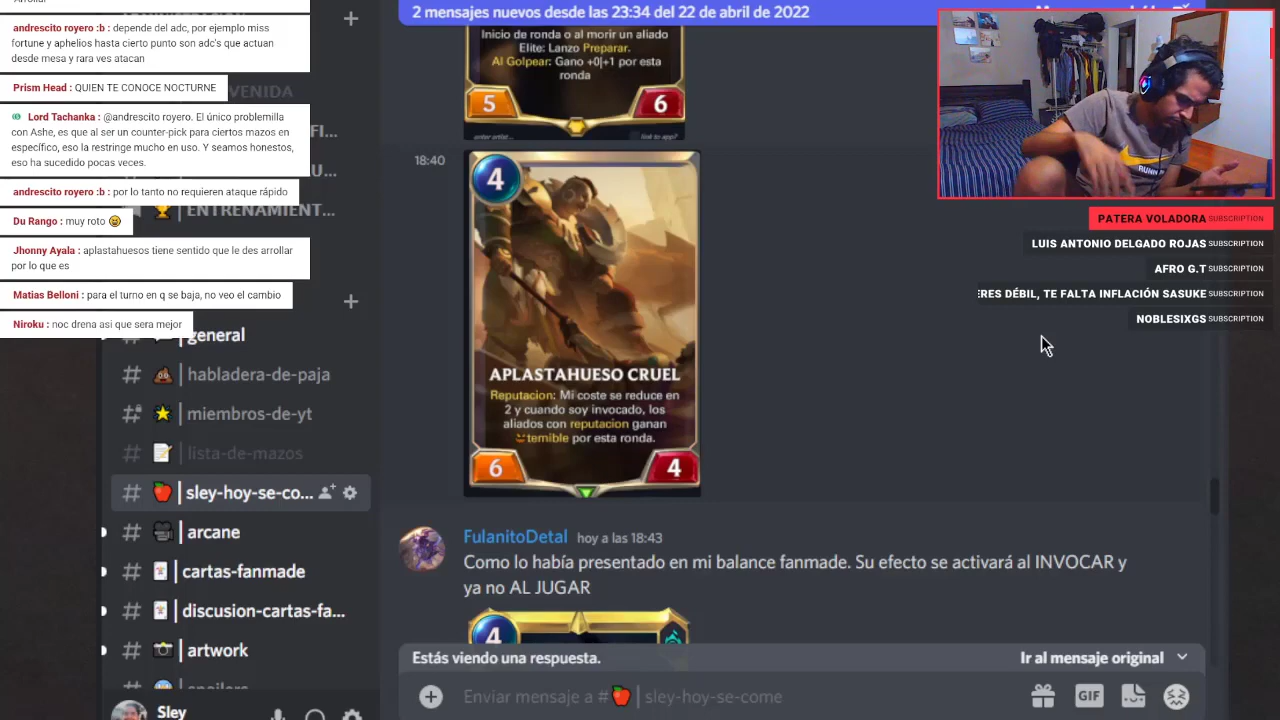 andrescito royero :b : depende del adc, por ejemplo miss
fortune y aphelios hasta cierto punto son adc's que actuan
desde mesa y rara ves atacan
Prism Head : QUIEN TE CONOCE NOCTURNE
Lord Tachanka : @andrescito royero. El único problemilla
con Ashe, es que al ser un counter-pick para ciertos mazos en
específico, eso la restringe mucho en uso. Y seamos honestos,
eso ha sucedido pocas veces.
andrescito royero :b : por lo tanto no requieren ataque rápido
Du Rango : muy roto
Jhonny Ayala : aplastahuesos tiene sentido que le des arrollar
por lo que es
Matias Belloni : para el turno en q se baja, no veo el cambio
Niroku : noc drena asi que sera mejor
VENIDA
FI...
U...
ENTRENAMIENT...
general
habladera-de-paja
miembros-de-yt
lista-de-mazos
sley-hoy-se-co...
arcane
cartas-fanmade
discusion-cartas-fa...
artwork
spoilers
Sley
2 mensajes nuevos desde las 23:34 del 22 de abril de 2022
Inicio de ronda o al morir un aliado
Elite: Lanzo Preparar.
Al Golpear: Gano +0|+1 por esta
ronda
5
6
enter artist...
link to app?
18:40
4
APLASTAHUESO CRUEL
Reputacion: Mi coste se reduce en
2 y cuando soy invocado, los
aliados con reputacion ganan
temible por esta ronda.
6
4
FulanitoDetal hoy a las 18:43
Como lo había presentado en mi balance fanmade. Su efecto se activará al INVOCAR y
ya no AL JUGAR
4
Estás viendo una respuesta.
Ir al mensaje original
Enviar mensaje a # | sley-hoy-se-come
GIF
RUNN
PATERA VOLADORA SUBSCRIPTION
LUIS ANTONIO DELGADO ROJAS SUBSCRIPTION
AFRO G.T SUBSCRIPTION
ERES DÉBIL, TE FALTA INFLACIÓN SASUKE SUBSCRIPTION
NOBLESIXGS SUBSCRIPTION